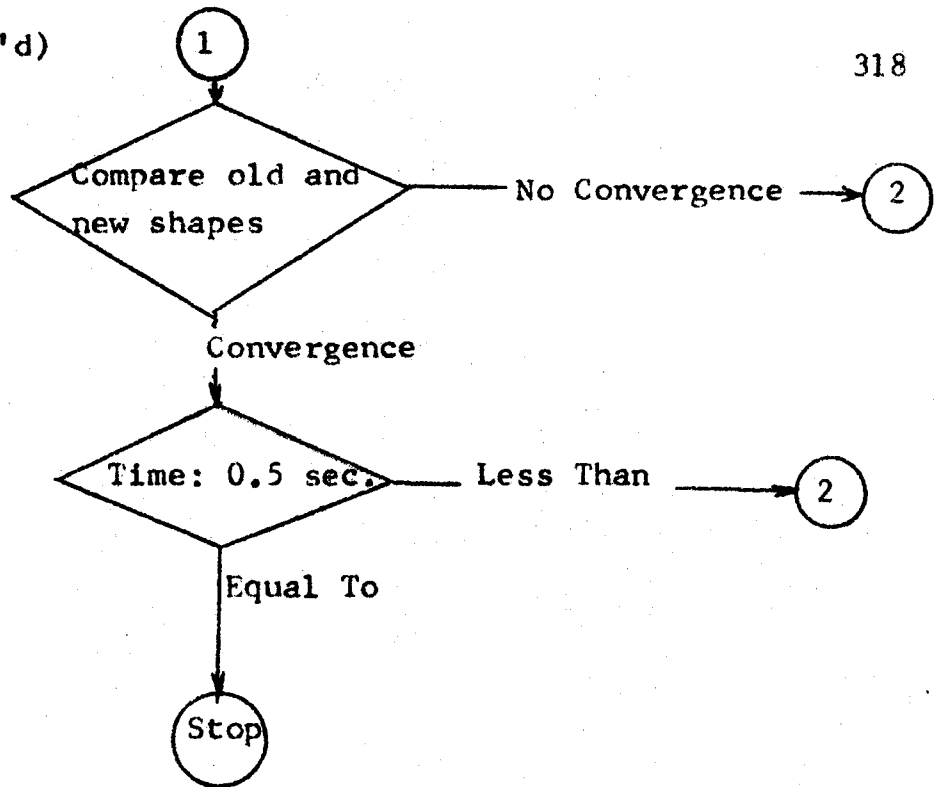 'd)
1
318
Compare old and
new shapes
No Convergence
2
Convergence
Time: 0.5 sec.
Less Than
2
Equal To
Stop